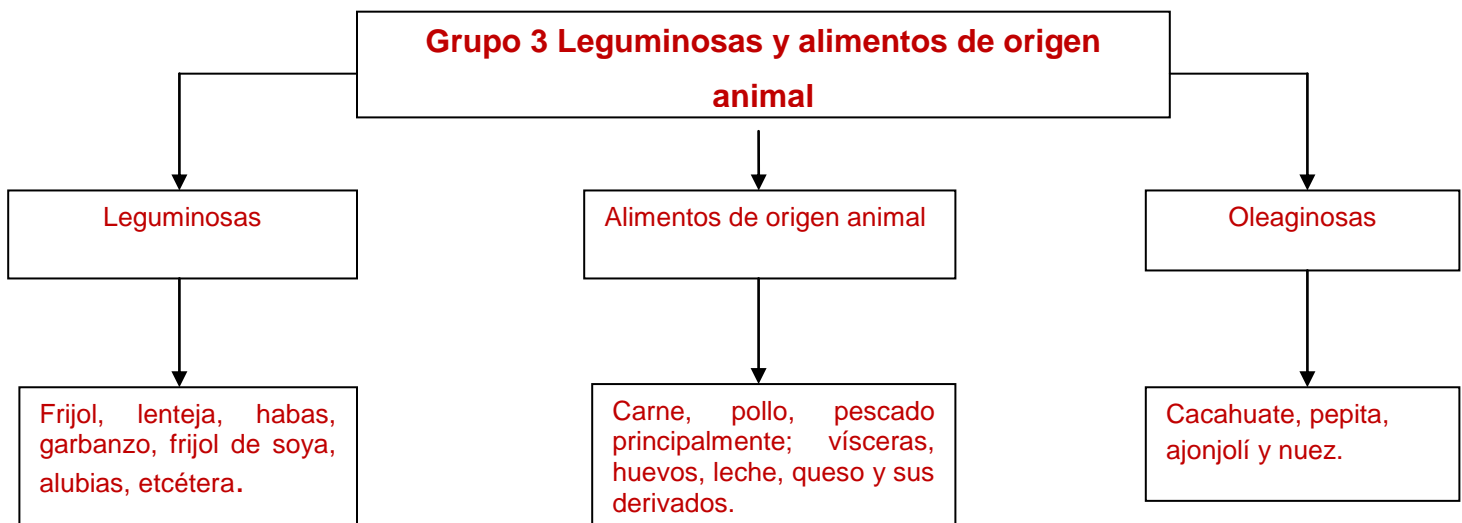 Grupo 3 Leguminosas y alimentos de origen
animal
Leguminosas
Alimentos de origen animal
Oleaginosas
Frijol, lenteja, habas,
garbanzo, frijol de soya,
alubias, etcétera.
Carne, pollo, pescado
principalmente; vísceras,
huevos, leche, queso y sus
derivados.
Cacahuate, pepita,
ajonjolí y nuez.